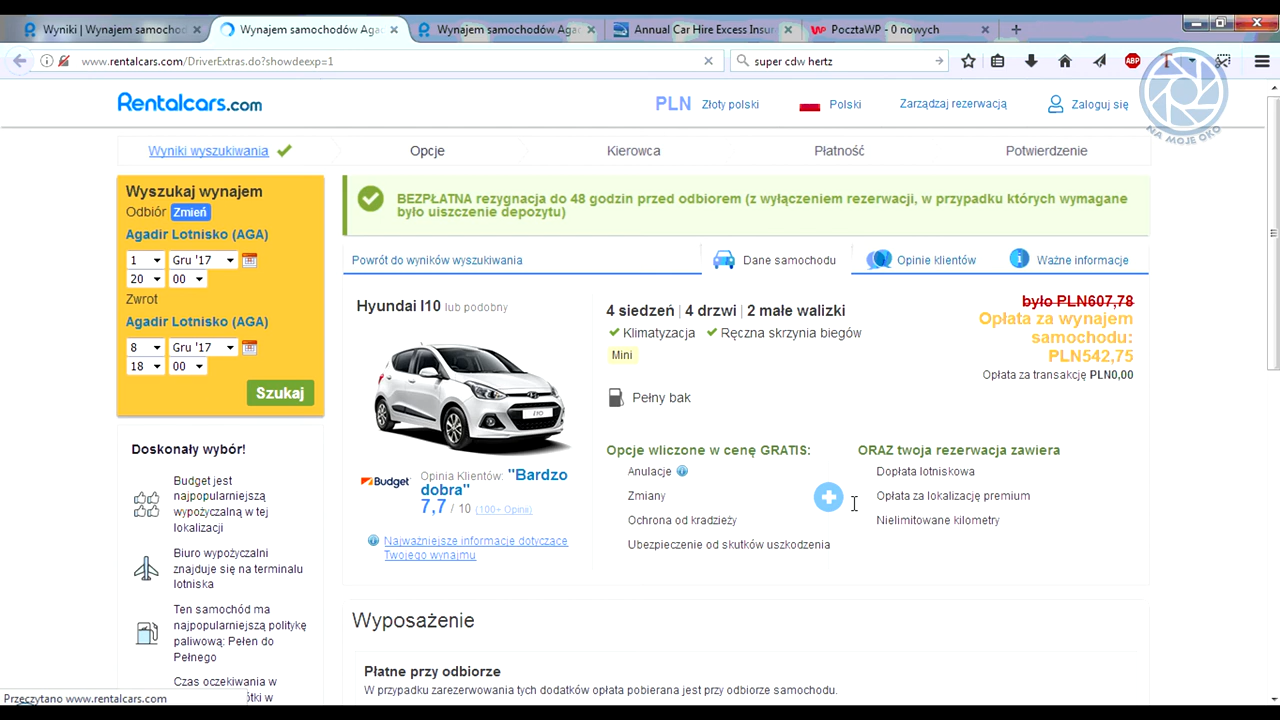 Wyniki | Wynajem samochod
Wynajem samochodów Agac
Wynajem samochodów Agac
Annual Car Hire Excess Insur
PocztaWP - 0 nowych
www.rentalcars.com/DriverExtras.do?showdeexp=1
super cdw hertz
ABP
NA MOJE OKO
Rentalcars.com
PLN Złoty polski
Polski
Zarządzaj rezerwacją
Zaloguj się
Wyniki wyszukiwania
Opcje
Kierowca
Płatność
Potwierdzenie
Wyszukaj wynajem
Odbiór Zmień
Agadir Lotnisko (AGA)
1 Gru '17
20 00
Zwrot
Agadir Lotnisko (AGA)
8 Gru '17
18 00
Szukaj
Doskonały wybór!
Budget jest
najpopularniejszą
wypożyczalnią w tej
lokalizacji
Biuro wypożyczalni
znajduje się na terminalu
lotniska
Ten samochód ma
najpopularniejszą politykę
paliwową: Pełen do
Pełnego
Czas oczekiwania w
BEZPŁATNA rezygnacja do 48 godzin przed odbiorem (z wyłączeniem rezerwacji, w przypadku których wymagane
było uiszczenie depozytu)
Powrót do wyników wyszukiwania
Dane samochodu
Opinie klientów
Ważne informacje
Hyundai I10 lub podobny
4 siedzeń | 4 drzwi | 2 małe walizki
Klimatyzacja
Ręczna skrzynia biegów
Mini
Pełny bak
było PLN607,78
Opłata za wynajem
samochodu:
PLN542,75
Opłata za transakcję PLN0,00
Budget
Opinia Klientów: "Bardzo
dobra"
7,7 / 10 (100+ Opinii)
Najważniejsze informacje dotyczące
Twojego wynajmu
Opcje wliczone w cenę GRATIS:
Anulacje
Zmiany
Ochrona od kradzieży
Ubezpieczenie od skutków uszkodzenia
ORAZ twoja rezerwacja zawiera
Dopłata lotniskowa
Opłata za lokalizację premium
Nielimitowane kilometry
Wyposażenie
Płatne przy odbiorze
W przypadku zarezerwowania tych dodatków opłata pobierana jest przy odbiorze samochodu.
Przeczytano www.rentalcars.com